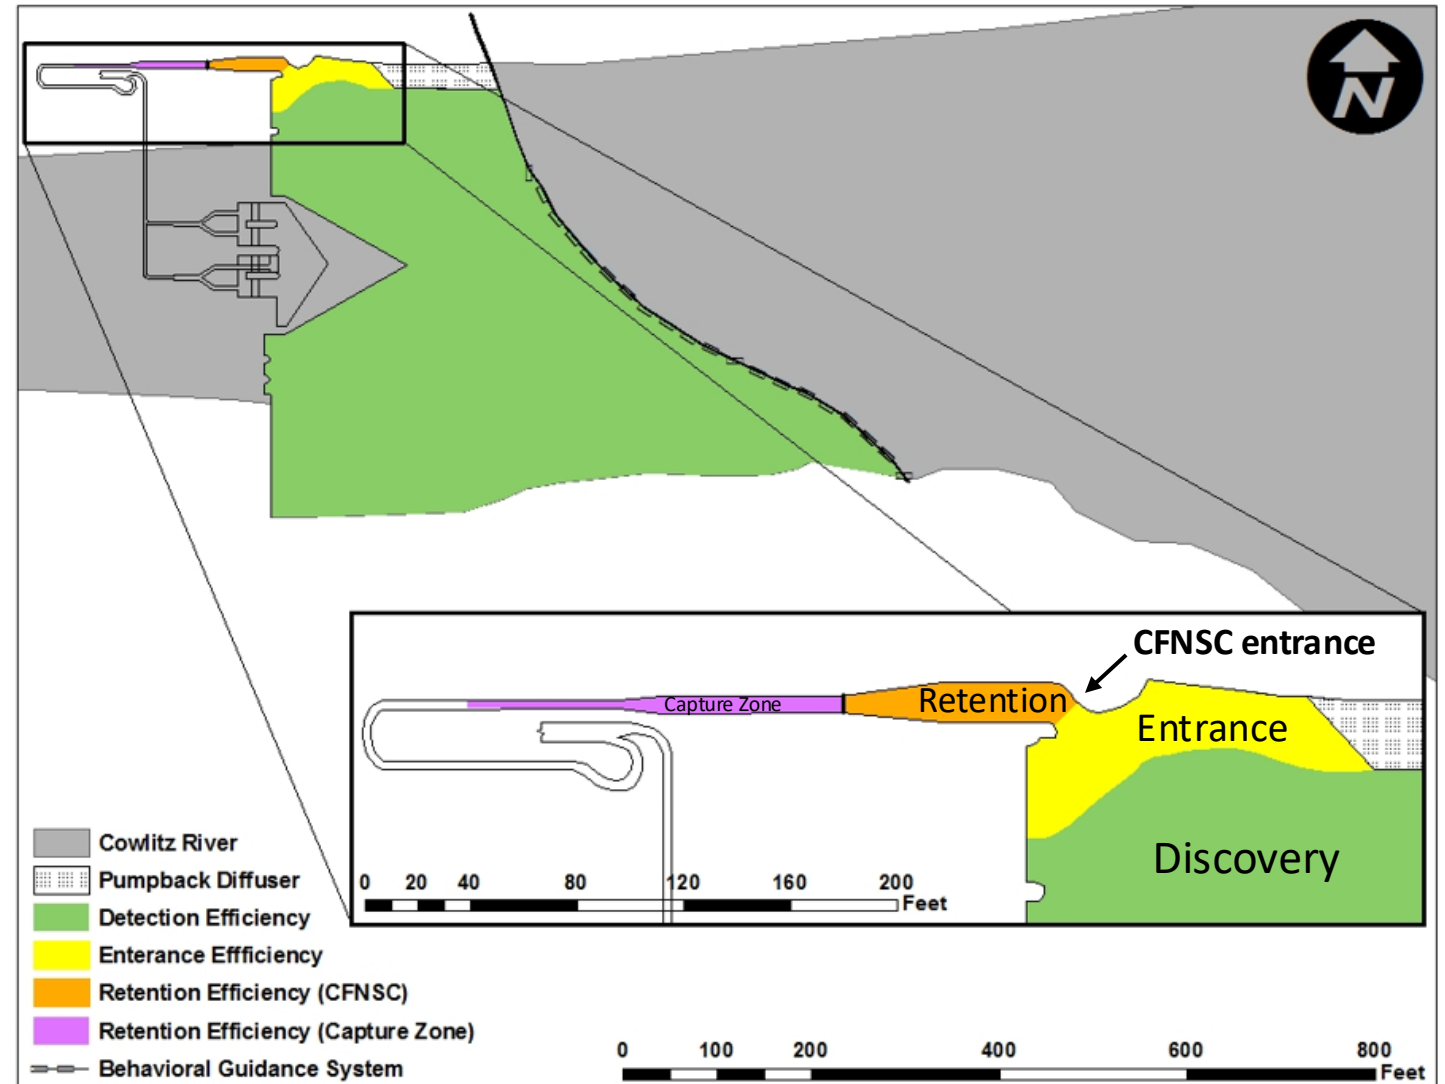 N
CFNSC entrance
Capture Zone
Retention
Entrance
Discovery
0 20 40 80 120 160 200
Feet
Cowlitz River
Pumpback Diffuser
Detection Efficiency
Enterance Effficiency
Retention Efficiency (CFNSC)
Retention Efficiency (Capture Zone)
Behavioral Guidance System
0 100 200 400 600 800
Feet